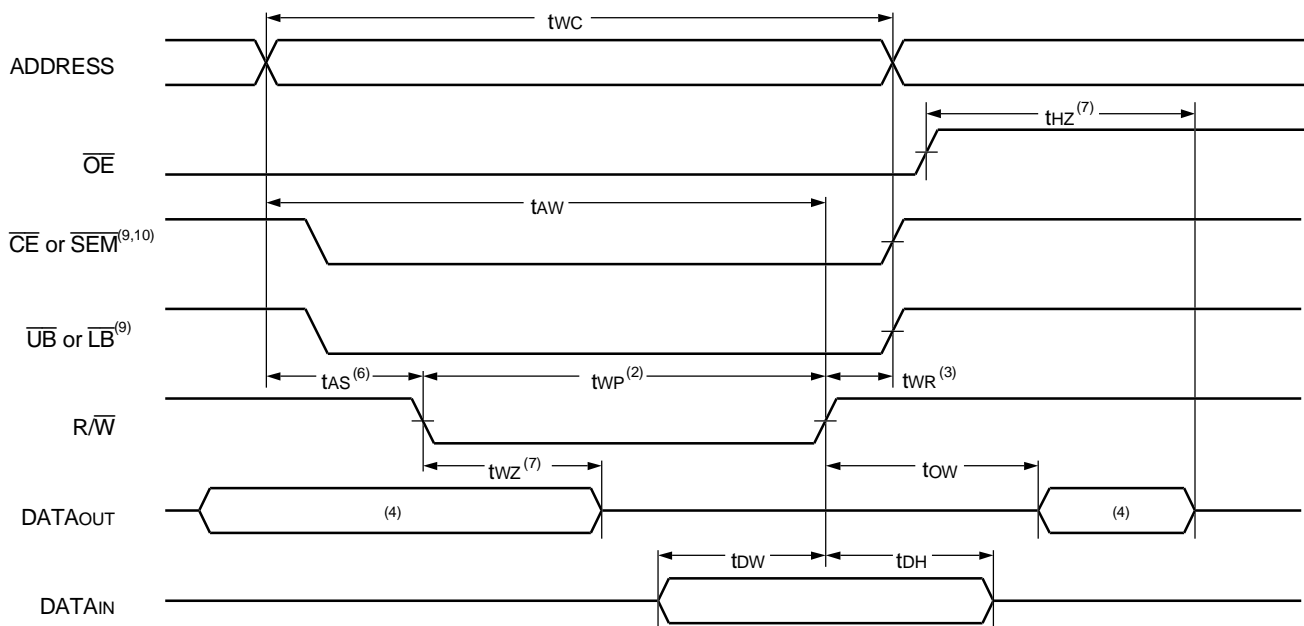 tWC
ADDRESS
tHZ(7)
OE
tAW
CE or SEM(9,10)
UB or LB(9)
tAS(6)
tWP(2)
tWR(3)
R/W
tWZ(7)
tOW
DATAOUT
(4)
(4)
tDW
tDH
DATAIN